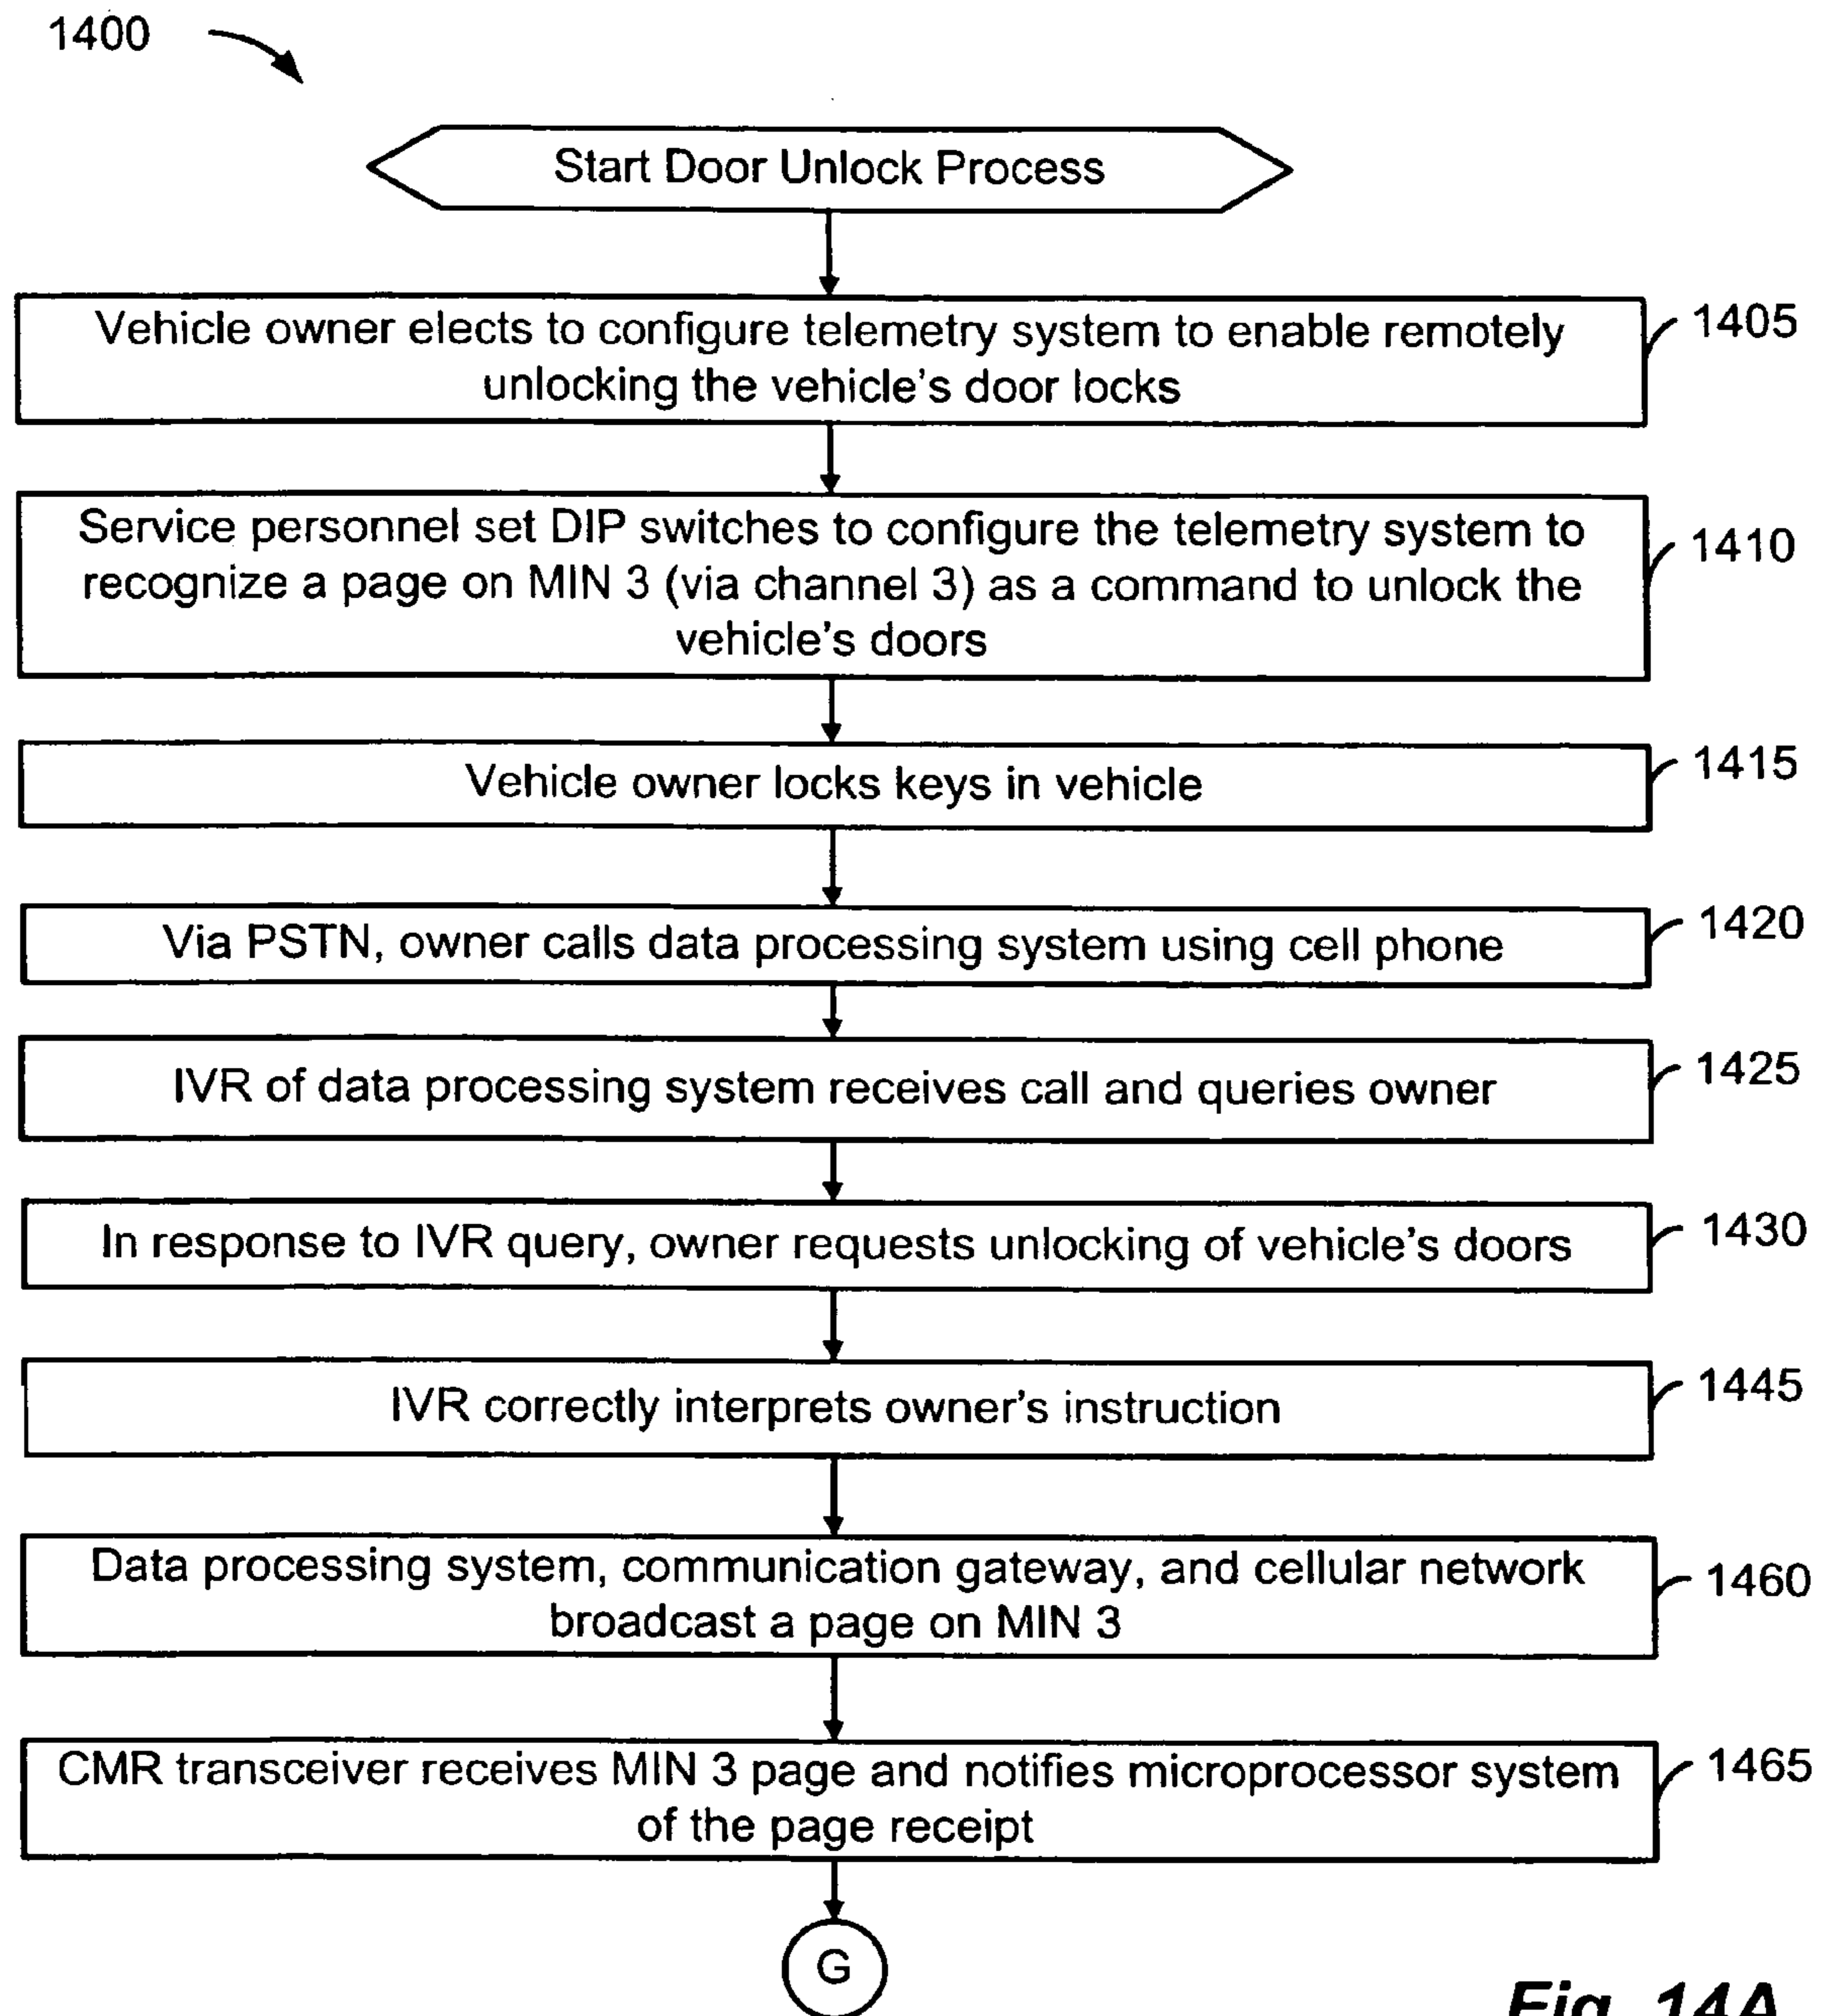 1400
Start Door Unlock Process
Vehicle owner elects to configure telemetry system to enable remotely
unlocking the vehicle's door locks
1405
Service personnel set DIP switches to configure the telemetry system to
recognize a page on MIN 3 (via channel 3) as a command to unlock the
vehicle's doors
1410
Vehicle owner locks keys in vehicle
1415
Via PSTN, owner calls data processing system using cell phone
1420
IVR of data processing system receives call and queries owner
1425
In response to IVR query, owner requests unlocking of vehicle's doors
1430
IVR correctly interprets owner's instruction
1445
Data processing system, communication gateway, and cellular network
broadcast a page on MIN 3
1460
CMR transceiver receives MIN 3 page and notifies microprocessor system
of the page receipt
1465
G
Fig. 14A